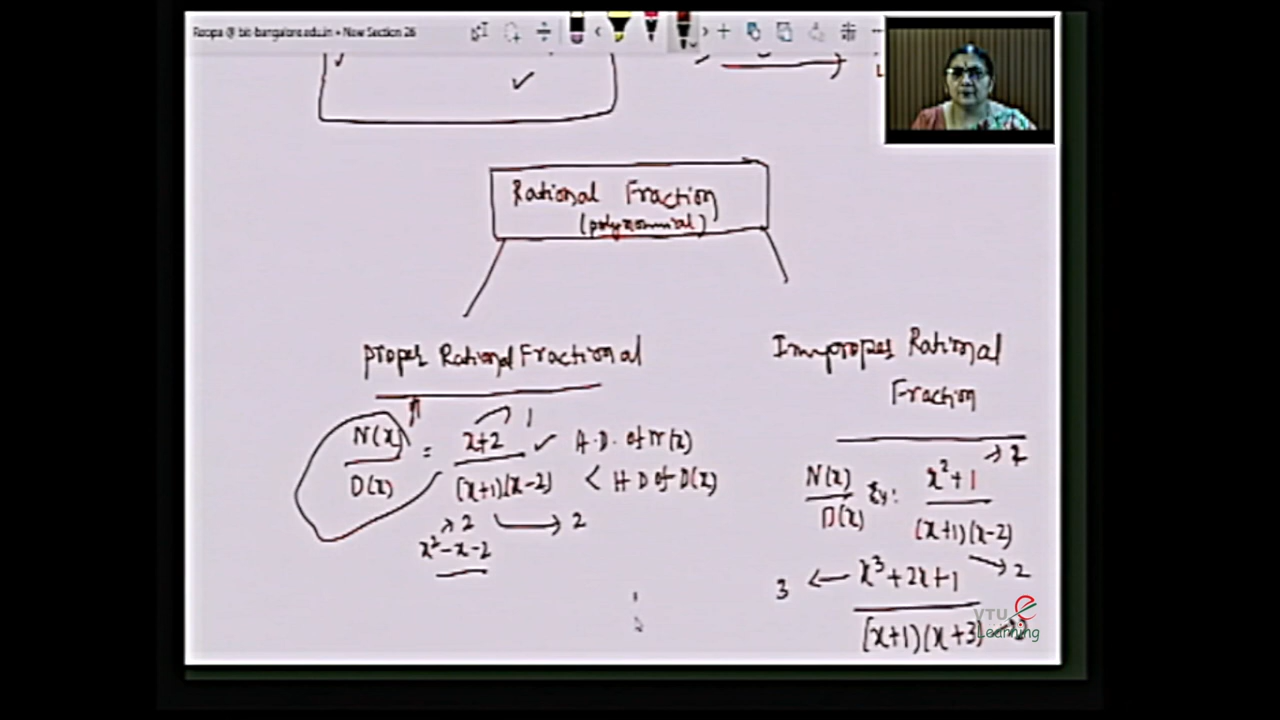 Roopa @ bit-bangalore.edu.in • New Section 26
Rational Fraction
(polynomial)
Proper Rational Fractional
N(x)/D(x) = x+2/(x+1)(x-2) → 1 ✓ H.D. of N(x)
< H D of D(x)
→ 2
→ 2
x²-x-2
Improper Rational
Fraction
N(x)/D(x) Ex: x²+1/(x+1)(x-2) → 2
→ 2
3 ← x³+2x+1/(x+1)(x+3)
VTU e
Learning